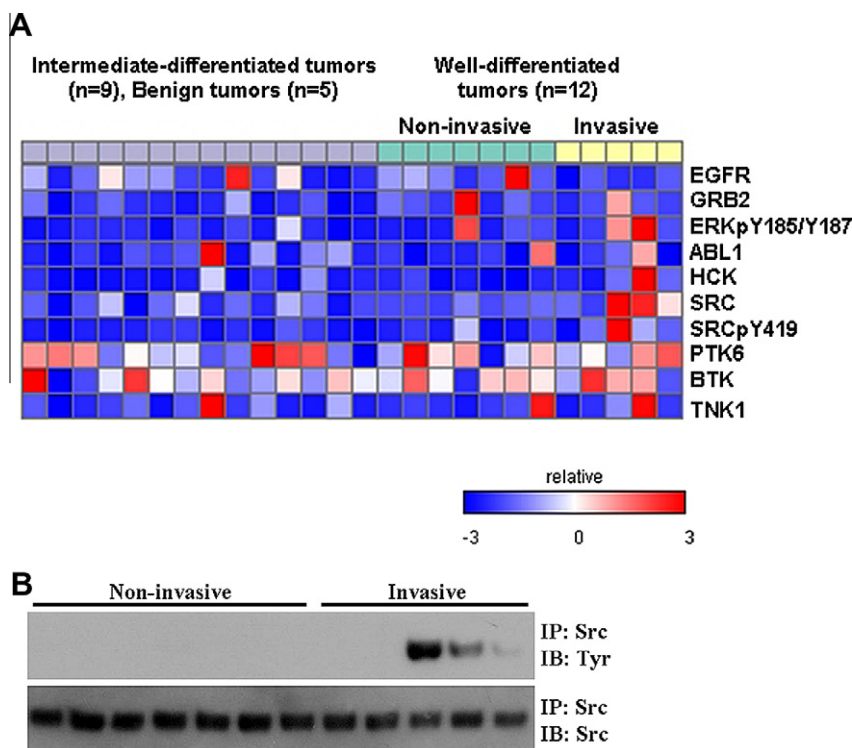 A
Intermediate-differentiated tumors
(n=9), Benign tumors (n=5)
Well-differentiated
tumors (n=12)
Non-invasive
Invasive
EGFR
GRB2
ERKpY185/Y187
ABL1
HCK
SRC
SRCpY419
PTK6
BTK
TNK1
relative
-3 0 3
B
Non-invasive
Invasive
IP: Src
IB: Tyr
IP: Src
IB: Src